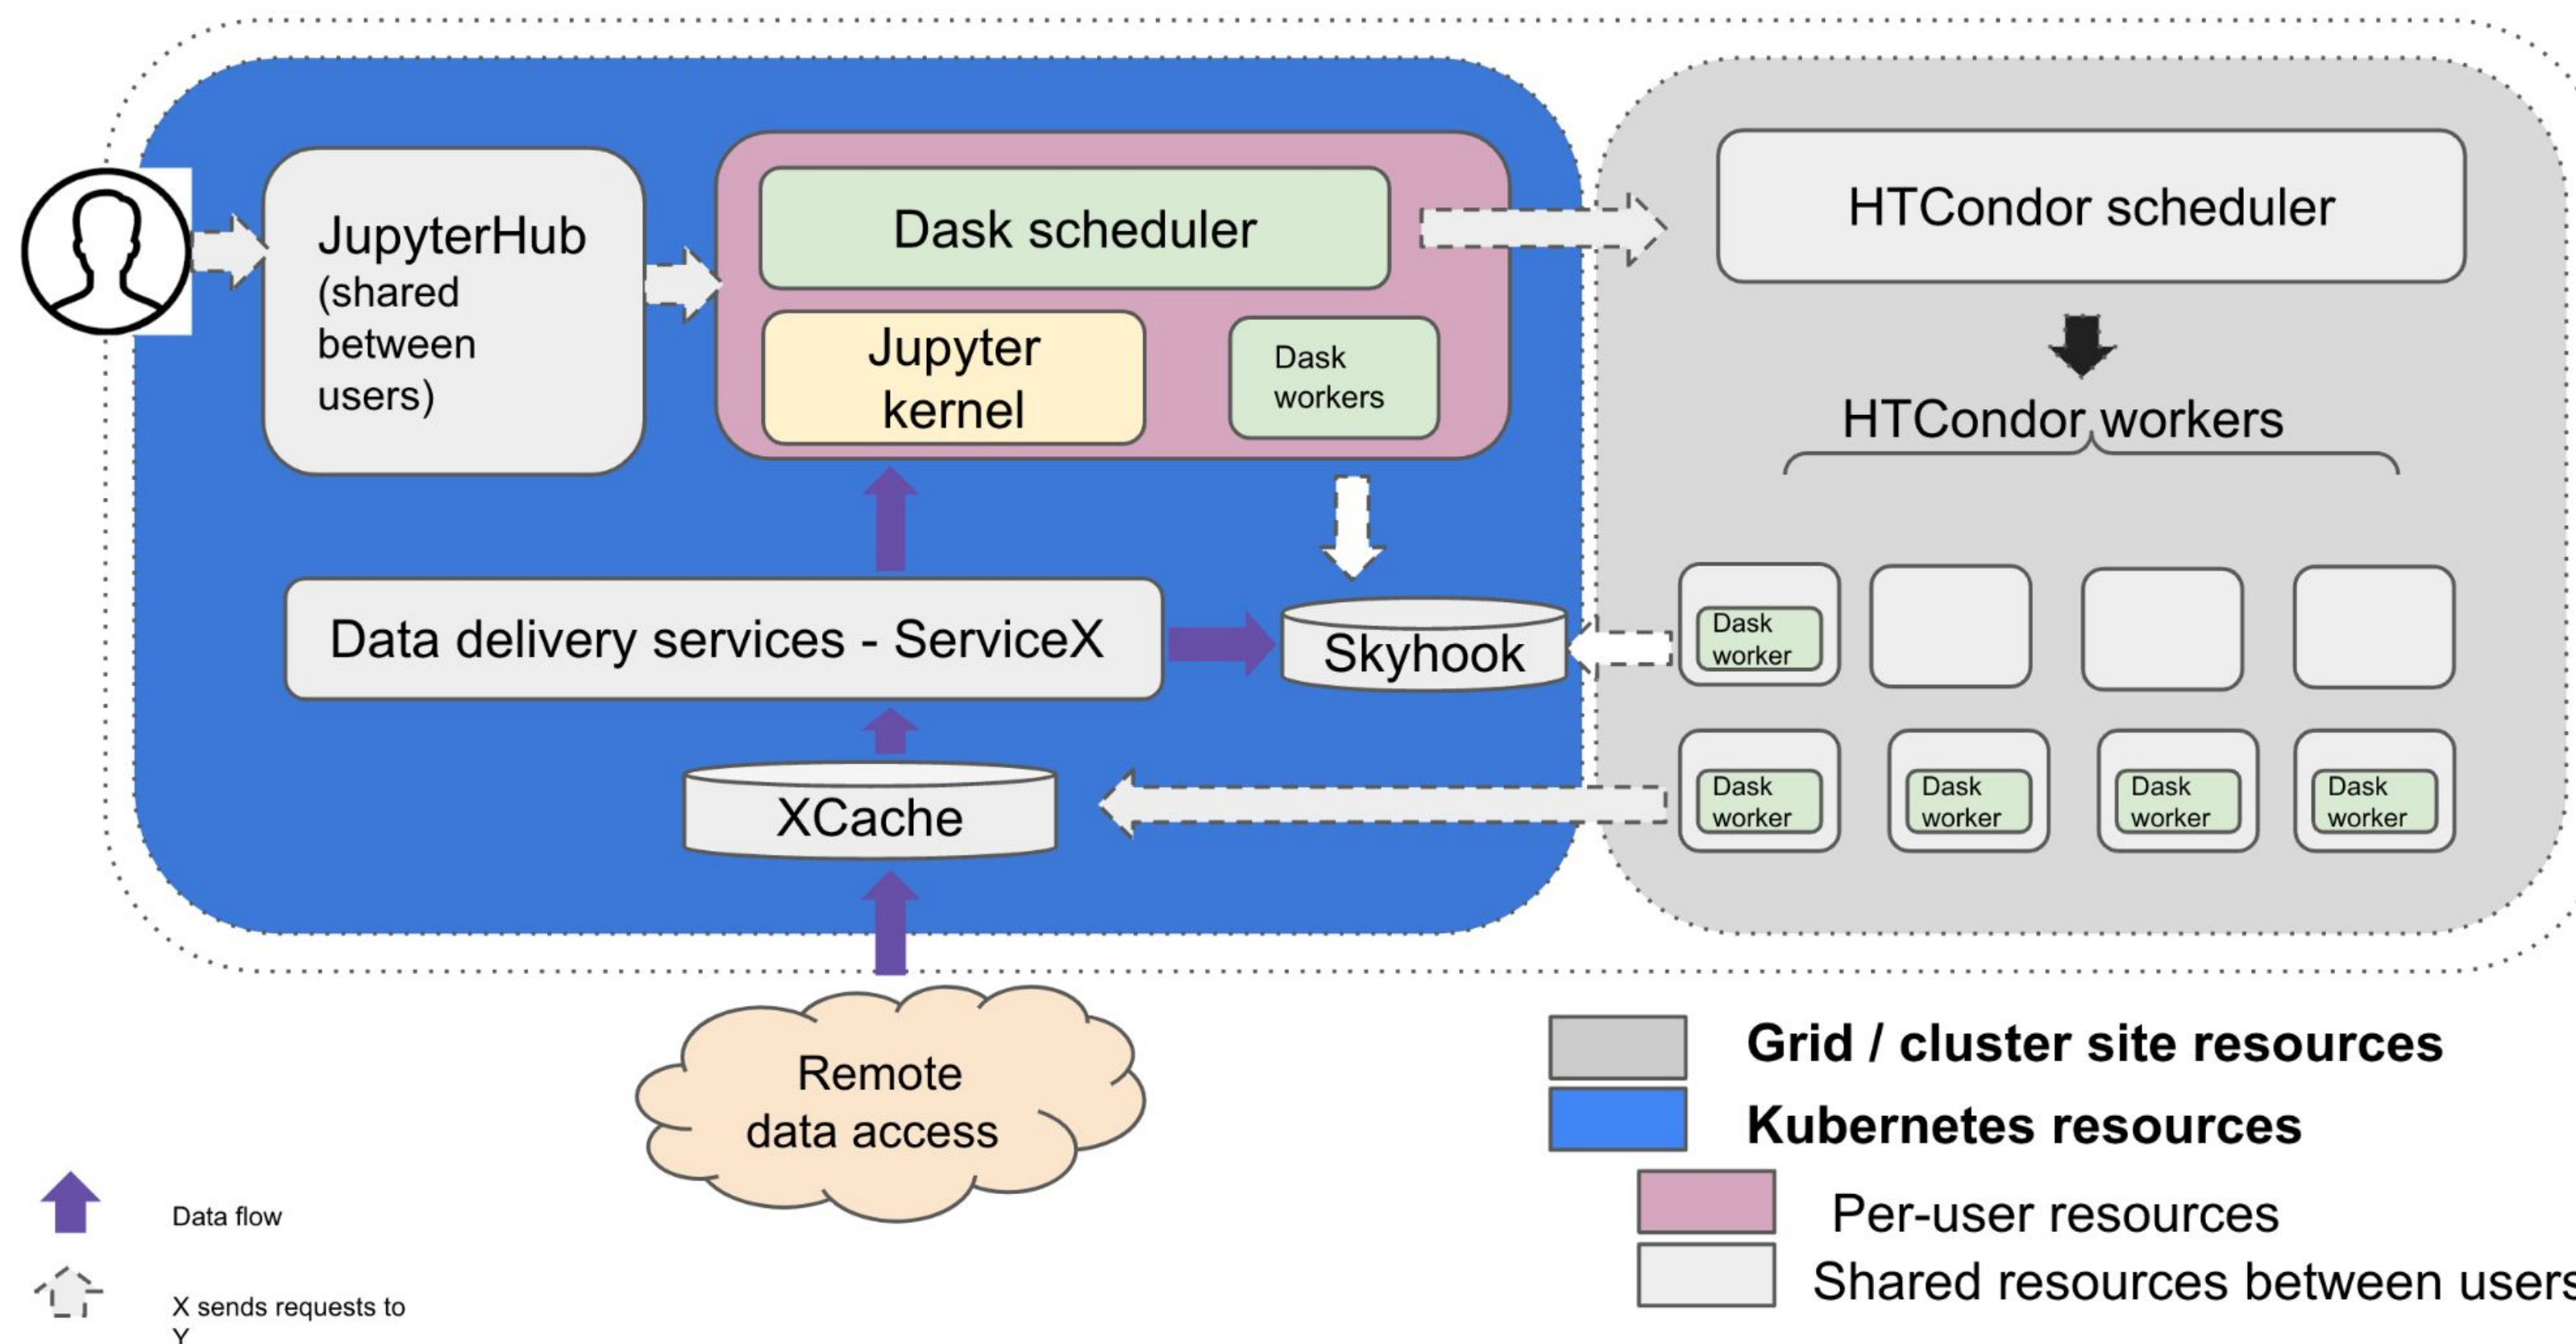 JupyterHub
(shared
between
users)
Dask scheduler
Jupyter
kernel
Dask
workers
HTCondor scheduler
HTCondor workers
Data delivery services - ServiceX
Skyhook
XCache
Dask
worker
Dask
worker
Dask
worker
Dask
worker
Dask
worker
Remote
data access
Data flow
X sends requests to
Y
Grid / cluster site resources
Kubernetes resources
Per-user resources
Shared resources between users